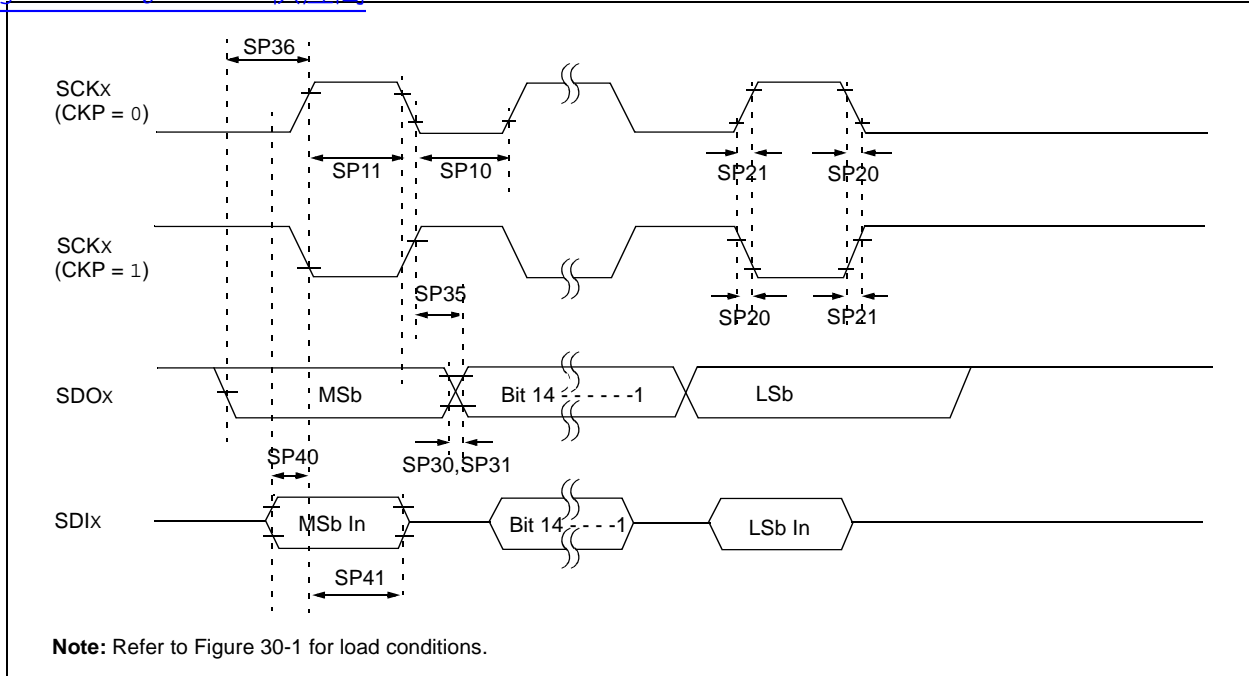 SP36
SCKx
(CKP = 0)
SP11
SP10
SP21
SP20
SCKx
(CKP = 1)
SP35
SP20
SP21
SDOx
MSb
Bit 14 - - - - - -1
LSb
SP40
SP30,SP31
SDIx
MSb In
Bit 14 - - - -1
LSb In
SP41
Note: Refer to Figure 30-1 for load conditions.